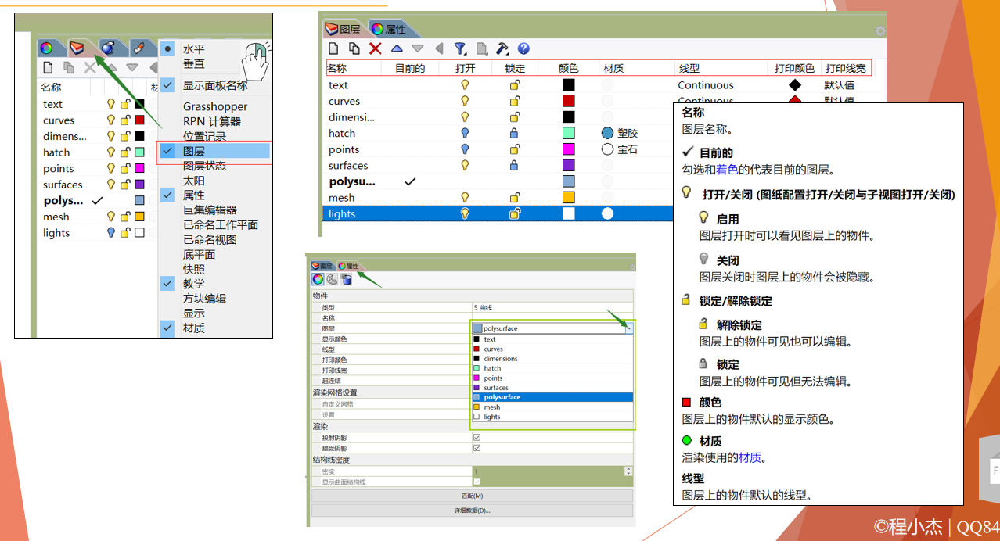 水平
垂直
显示面板名称
Grasshopper
RPN 计算器
位置记录
图层
图层状态
太阳
属性
巨集编辑器
已命名工作平面
已命名视图
底平面
快照
教学
方块编辑
显示
材质
名称
text
curves
dimens...
hatch
points
surfaces
polys...
mesh
lights
图层 属性
名称 目前的 打开 锁定 颜色 材质 线型 打印颜色 打印线宽
text Continuous 默认值
curves Continuous 默认值
dimensi...
hatch 塑胶
points 宝石
surfaces
polysu...
mesh
lights
图层 属性
物件
类型 5 曲线
名称
图层 polysurface
显示颜色
线型
打印颜色
打印线宽
超连结
渲染网格设置
自定义网格
设置
渲染
投射阴影
接受阴影
结构线密度
密度 1
显示曲面结构线
匹配(M)
详细数据(D)...
text
curves
dimensions
hatch
points
surfaces
polysurface
mesh
lights
名称
图层名称。
目前的
勾选和着色的代表目前的图层。
打开/关闭 (图纸配置打开/关闭与子视图打开/关闭)
启用
图层打开时可以看见图层上的物件。
关闭
图层关闭时图层上的物件会被隐藏。
锁定/解除锁定
解除锁定
图层上的物件可见也可以编辑。
锁定
图层上的物件可见但无法编辑。
颜色
图层上的物件默认的显示颜色。
材质
渲染使用的材质。
线型
图层上的物件默认的线型。
F
©程小杰 | QQ84